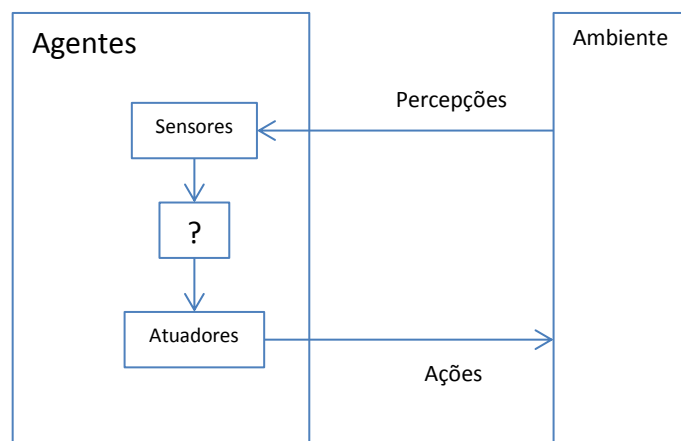 Agentes
Ambiente
Percepções
Sensores
?
Atuadores
Ações